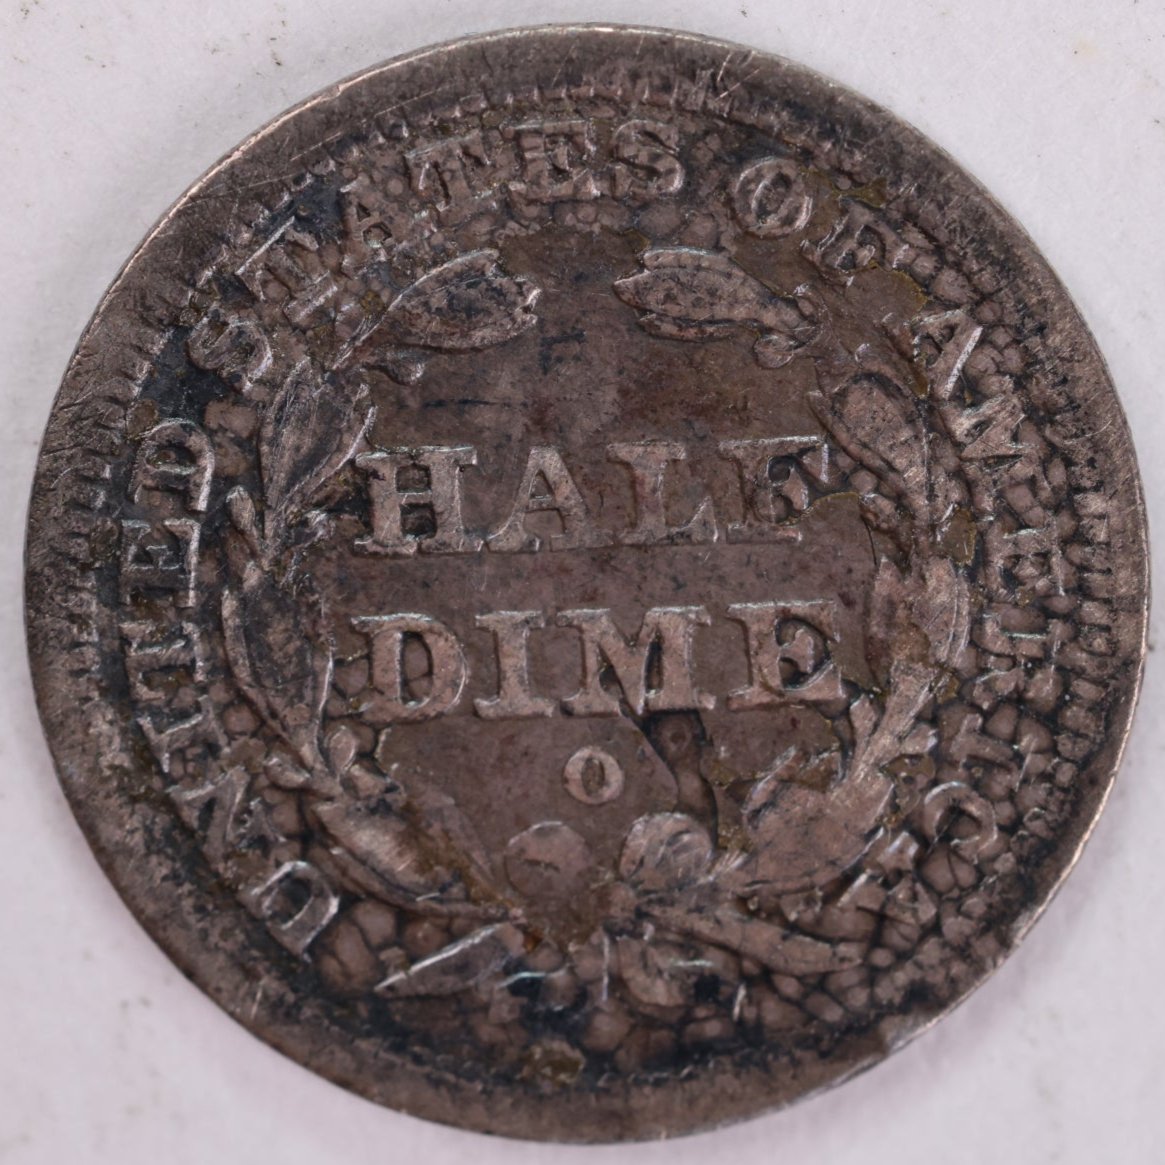 UNITED STATES OF AMERICA
HALF
DIME
O